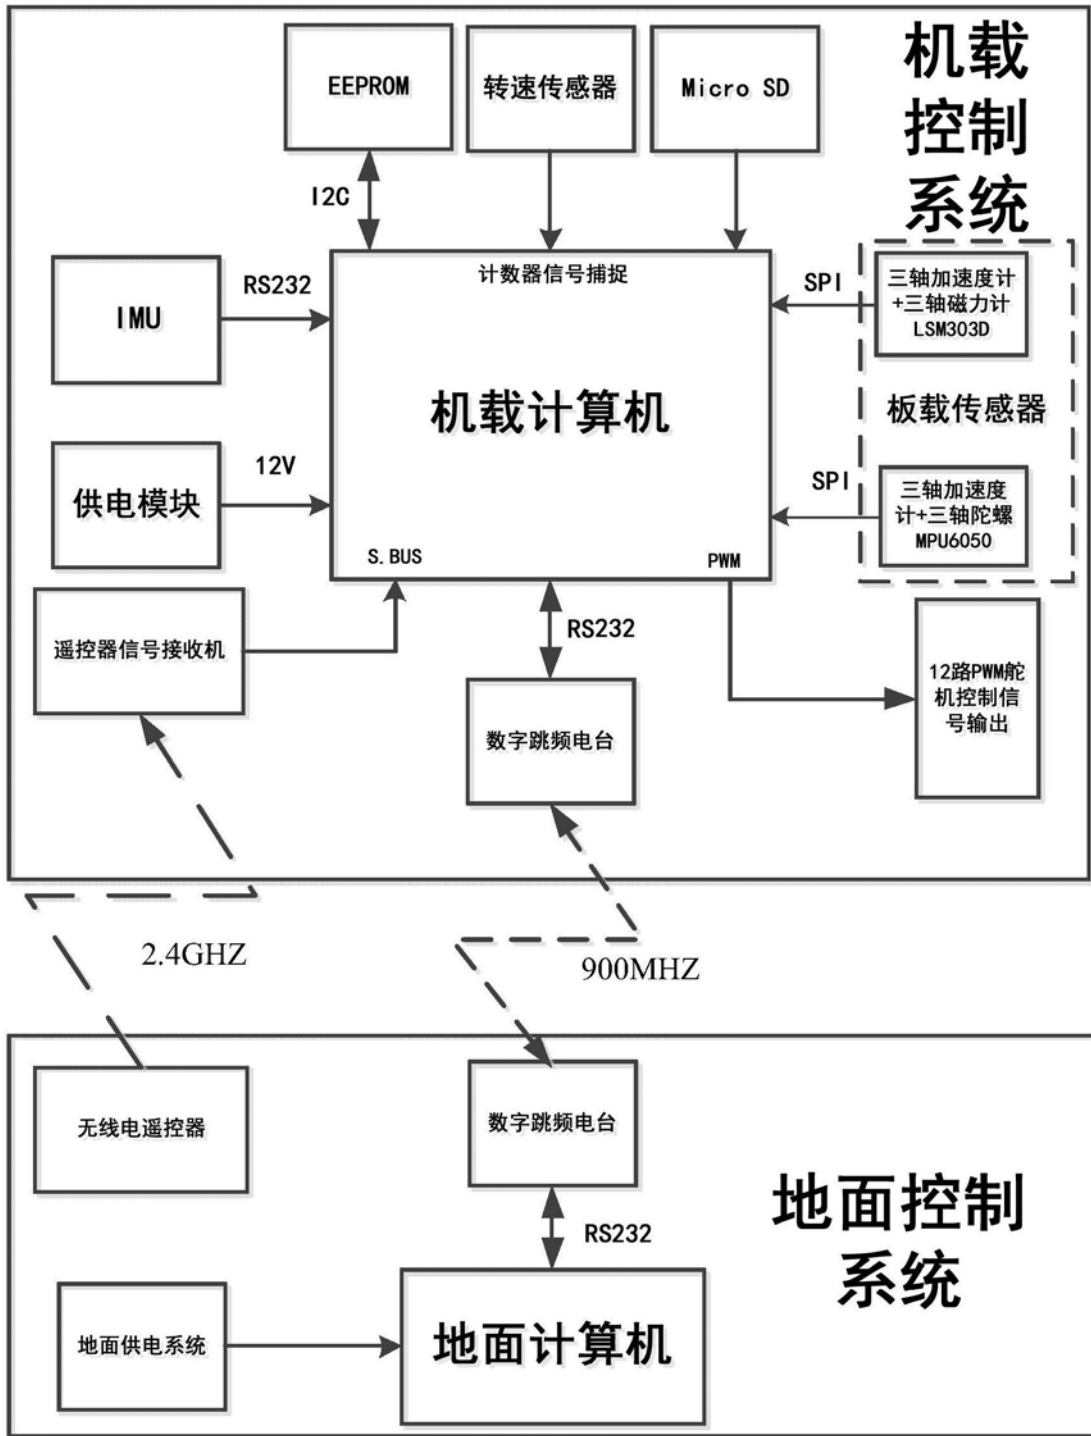 机载
控制
系统
EEPROM
转速传感器
Micro SD
I2C
计数器信号捕捉
IMU
RS232
SPI
三轴加速度计
+三轴磁力计
LSM303D
机载计算机
板载传感器
供电模块
12V
SPI
三轴加速度
计+三轴陀螺
MPU6050
S.BUS
PWM
遥控器信号接收机
RS232
数字跳频电台
12路PWM舵
机控制信
号输出
2.4GHZ
900MHZ
无线电遥控器
数字跳频电台
地面控制
系统
RS232
地面供电系统
地面计算机